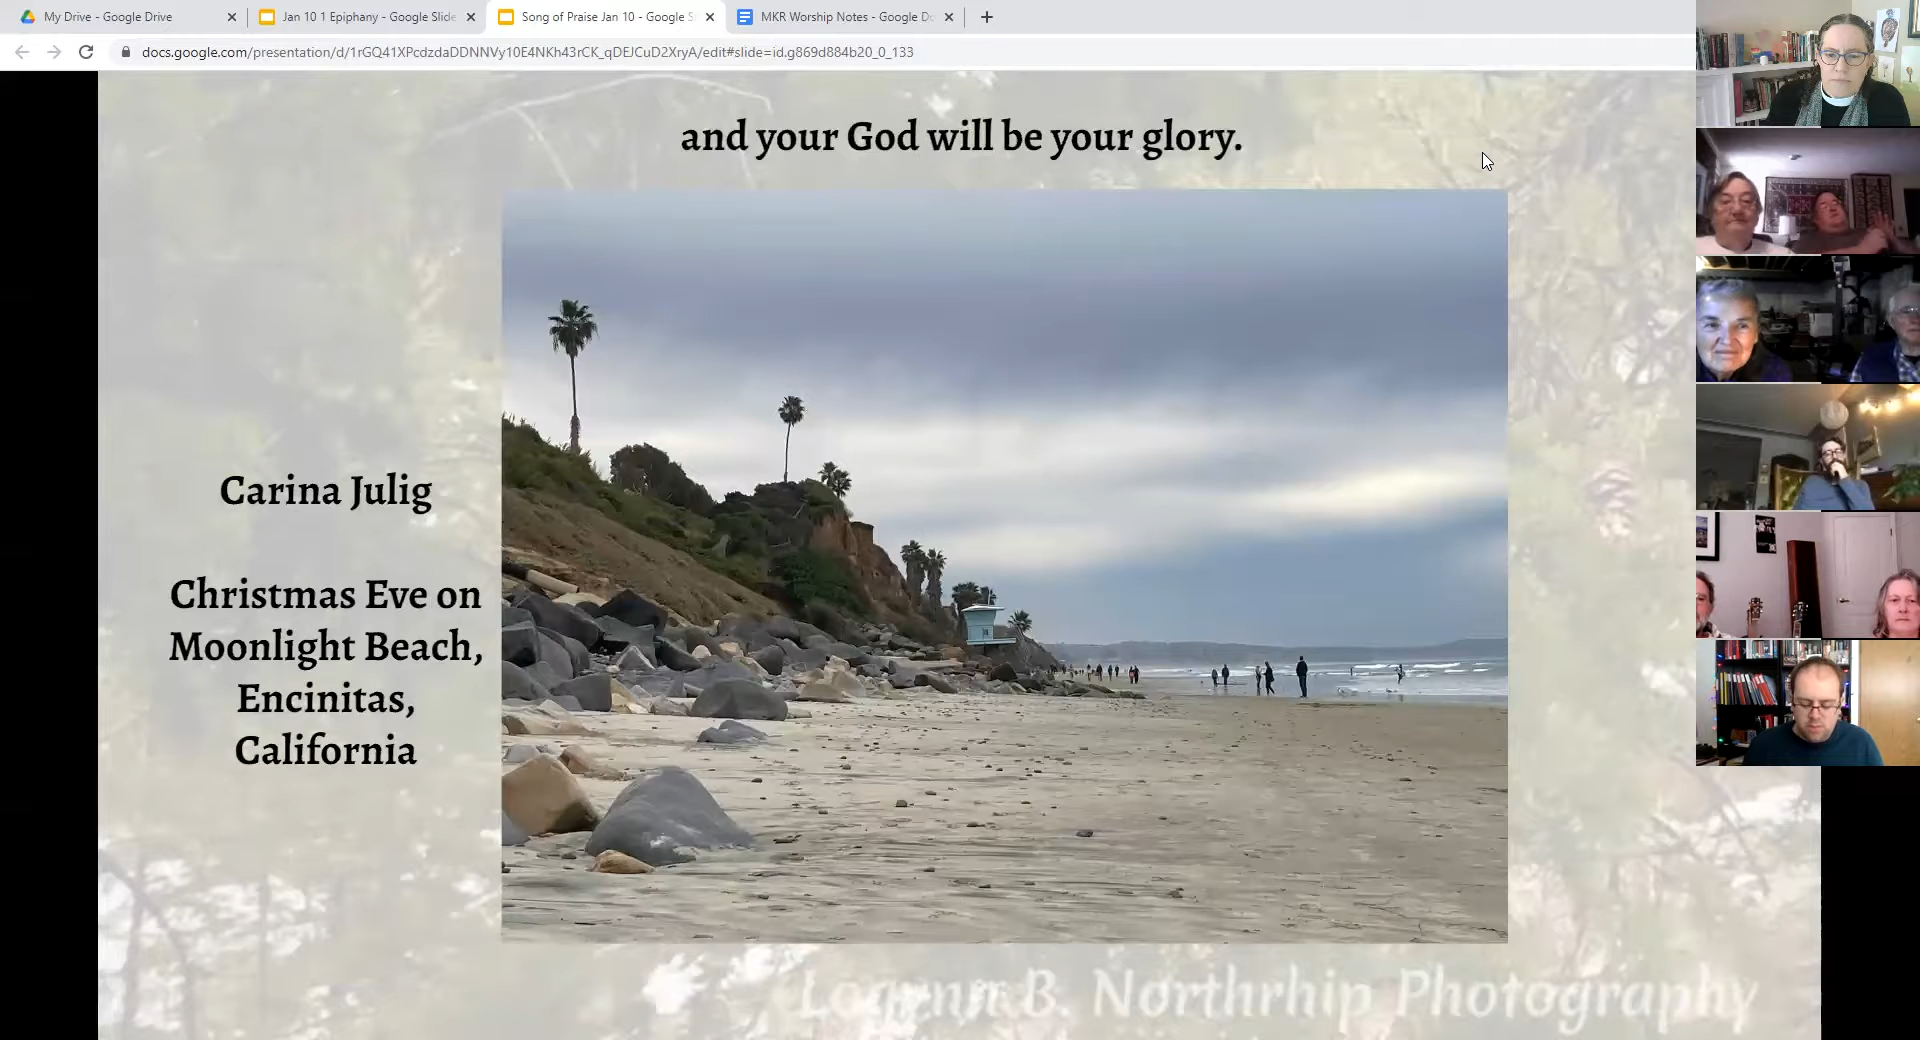 My Drive - Google Drive
Jan 10 1 Epiphany - Google Slide
Song of Praise Jan 10 - Google S
MKR Worship Notes - Google Do
docs.google.com/presentation/d/1rGQ41XPcdzdaDDNNVy10E4NKh43rCK_qDEJCuD2XryA/edit#slide=id.g869d884b20_0_133
and your God will be your glory.
Carina Julig
Christmas Eve on
Moonlight Beach,
Encinitas,
California
B. Northrhip Photography